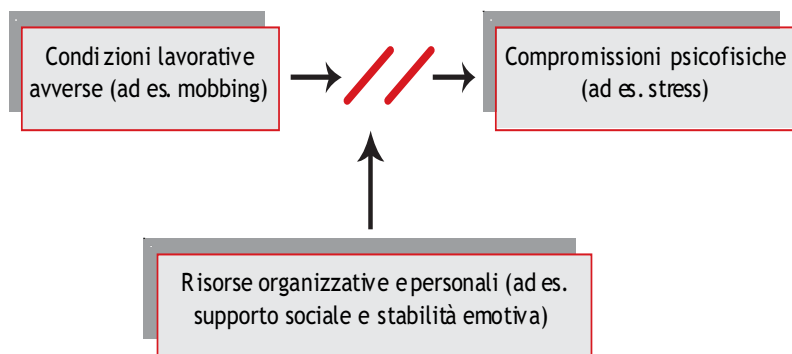 Condizioni lavorative
avverse (ad es. mobbing)
Compromissioni psicofisiche
(ad es. stress)
Risorse organizzative e personali (ad es.
supporto sociale e stabilità emotiva)